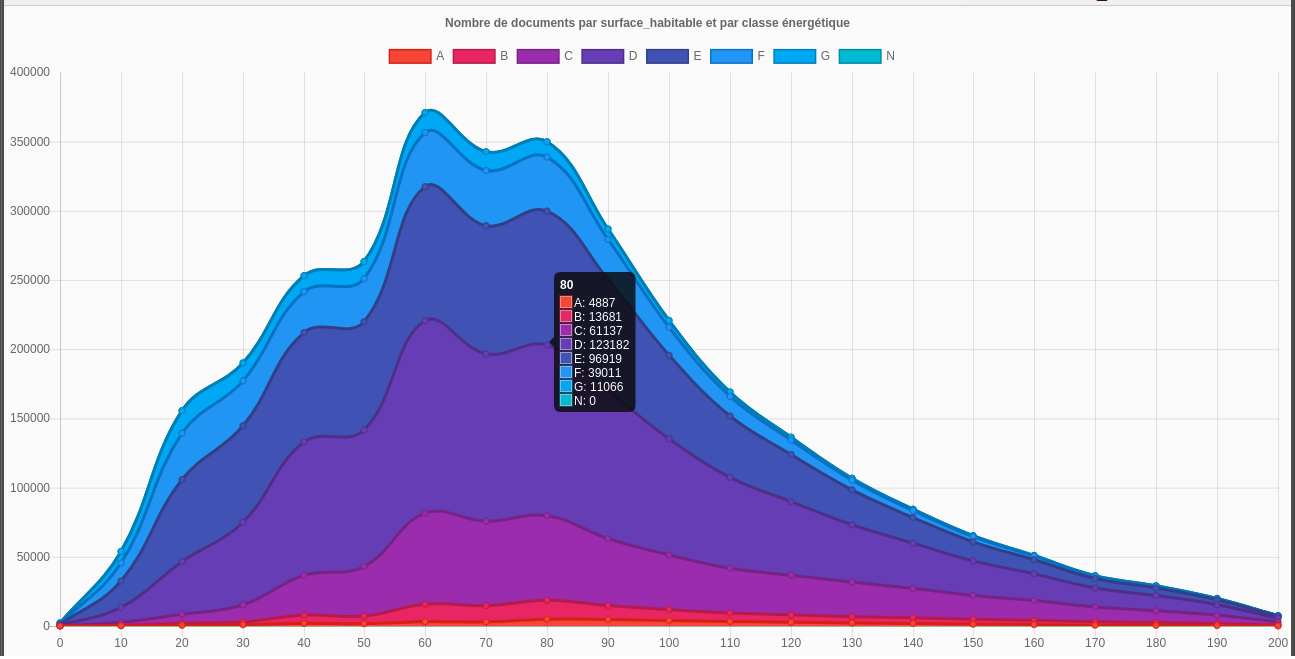 Nombre de documents par surface_habitable et par classe énergétique
A B C D E F G N
400000
350000
300000
250000
200000
150000
100000
50000
0
80
A: 4887
B: 13681
C: 61137
D: 123182
E: 96919
F: 39011
G: 11066
N: 0
0 10 20 30 40 50 60 70 80 90 100 110 120 130 140 150 160 170 180 190 200